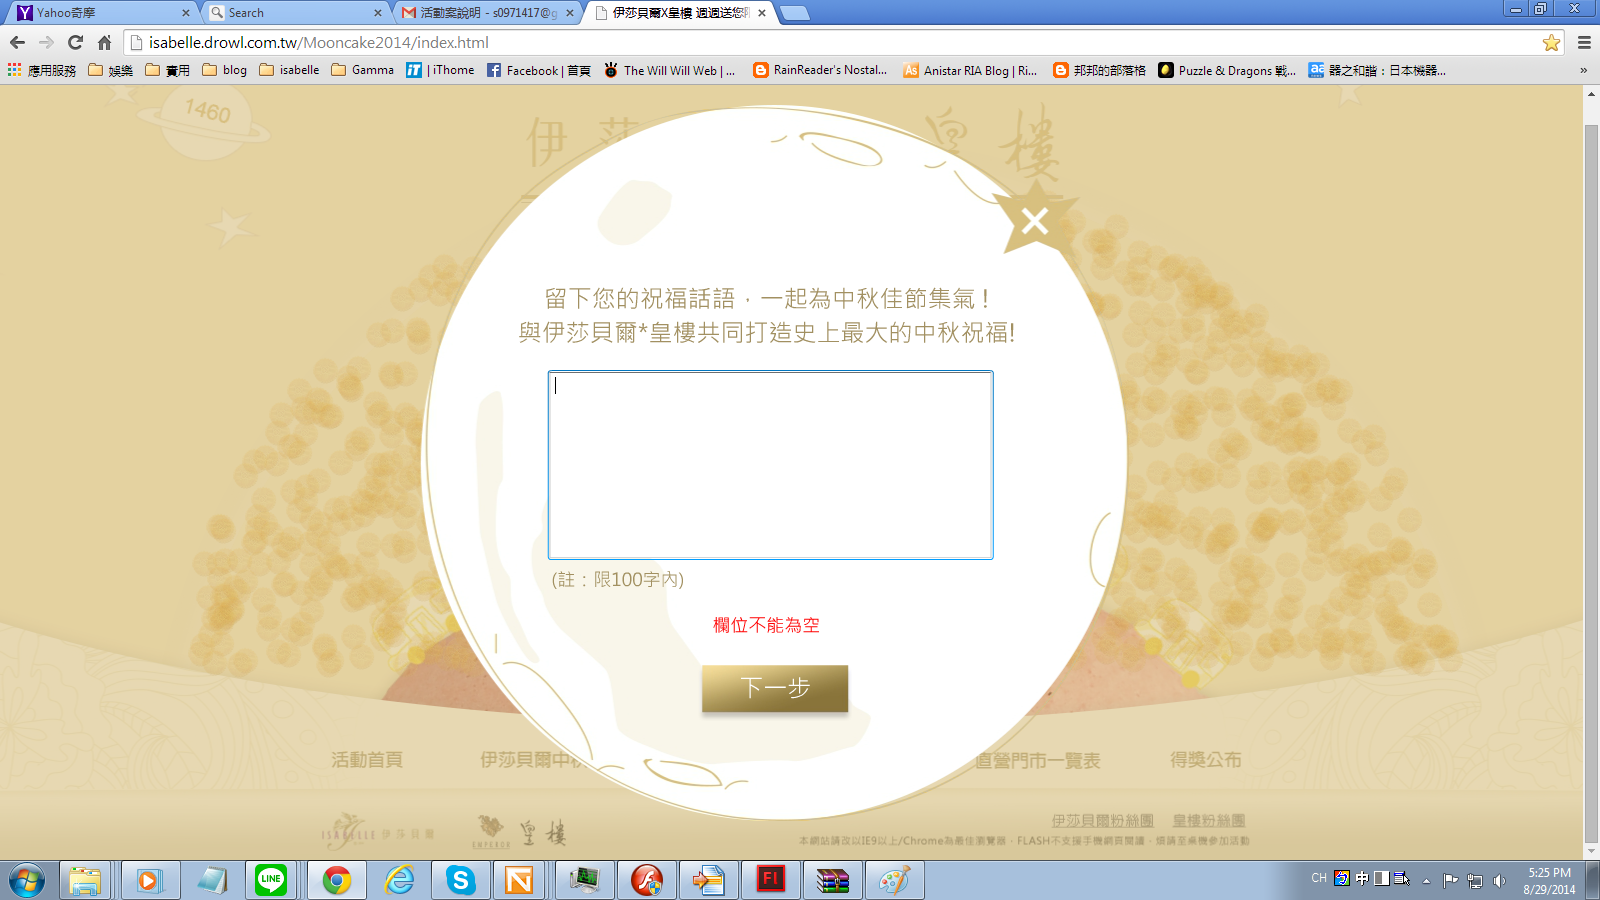 Yahoo奇摩
Search
活動案說明 - s0971417@g
伊莎貝爾X皇樓 週週送您
isabelle.drowl.com.tw/Mooncake2014/index.html
應用服務
娛樂
實用
blog
isabelle
Gamma
| iThome
Facebook | 首頁
The Will Will Web | ...
RainReader's Nostal...
Anistar RIA Blog | Ri...
邦邦的部落格
Puzzle & Dragons 戰...
器之和諧：日本機器...
»
1460
伊 莎
皇 樓
留下您的祝福話語，一起為中秋佳節集氣！
與伊莎貝爾*皇樓共同打造史上最大的中秋祝福!
(註：限100字內)
欄位不能為空
下一步
活動首頁
伊莎貝爾中秋
直營門市一覽表
得獎公布
ISABELLE 伊莎貝爾
EMPEROR 皇樓
伊莎貝爾粉絲團
皇樓粉絲團
本網站請改以IE9以上/Chrome為最佳瀏覽器，FLASH不支援手機網頁閱讀，煩請至桌機參加活動
LINE
CH
中
5:25 PM
8/29/2014